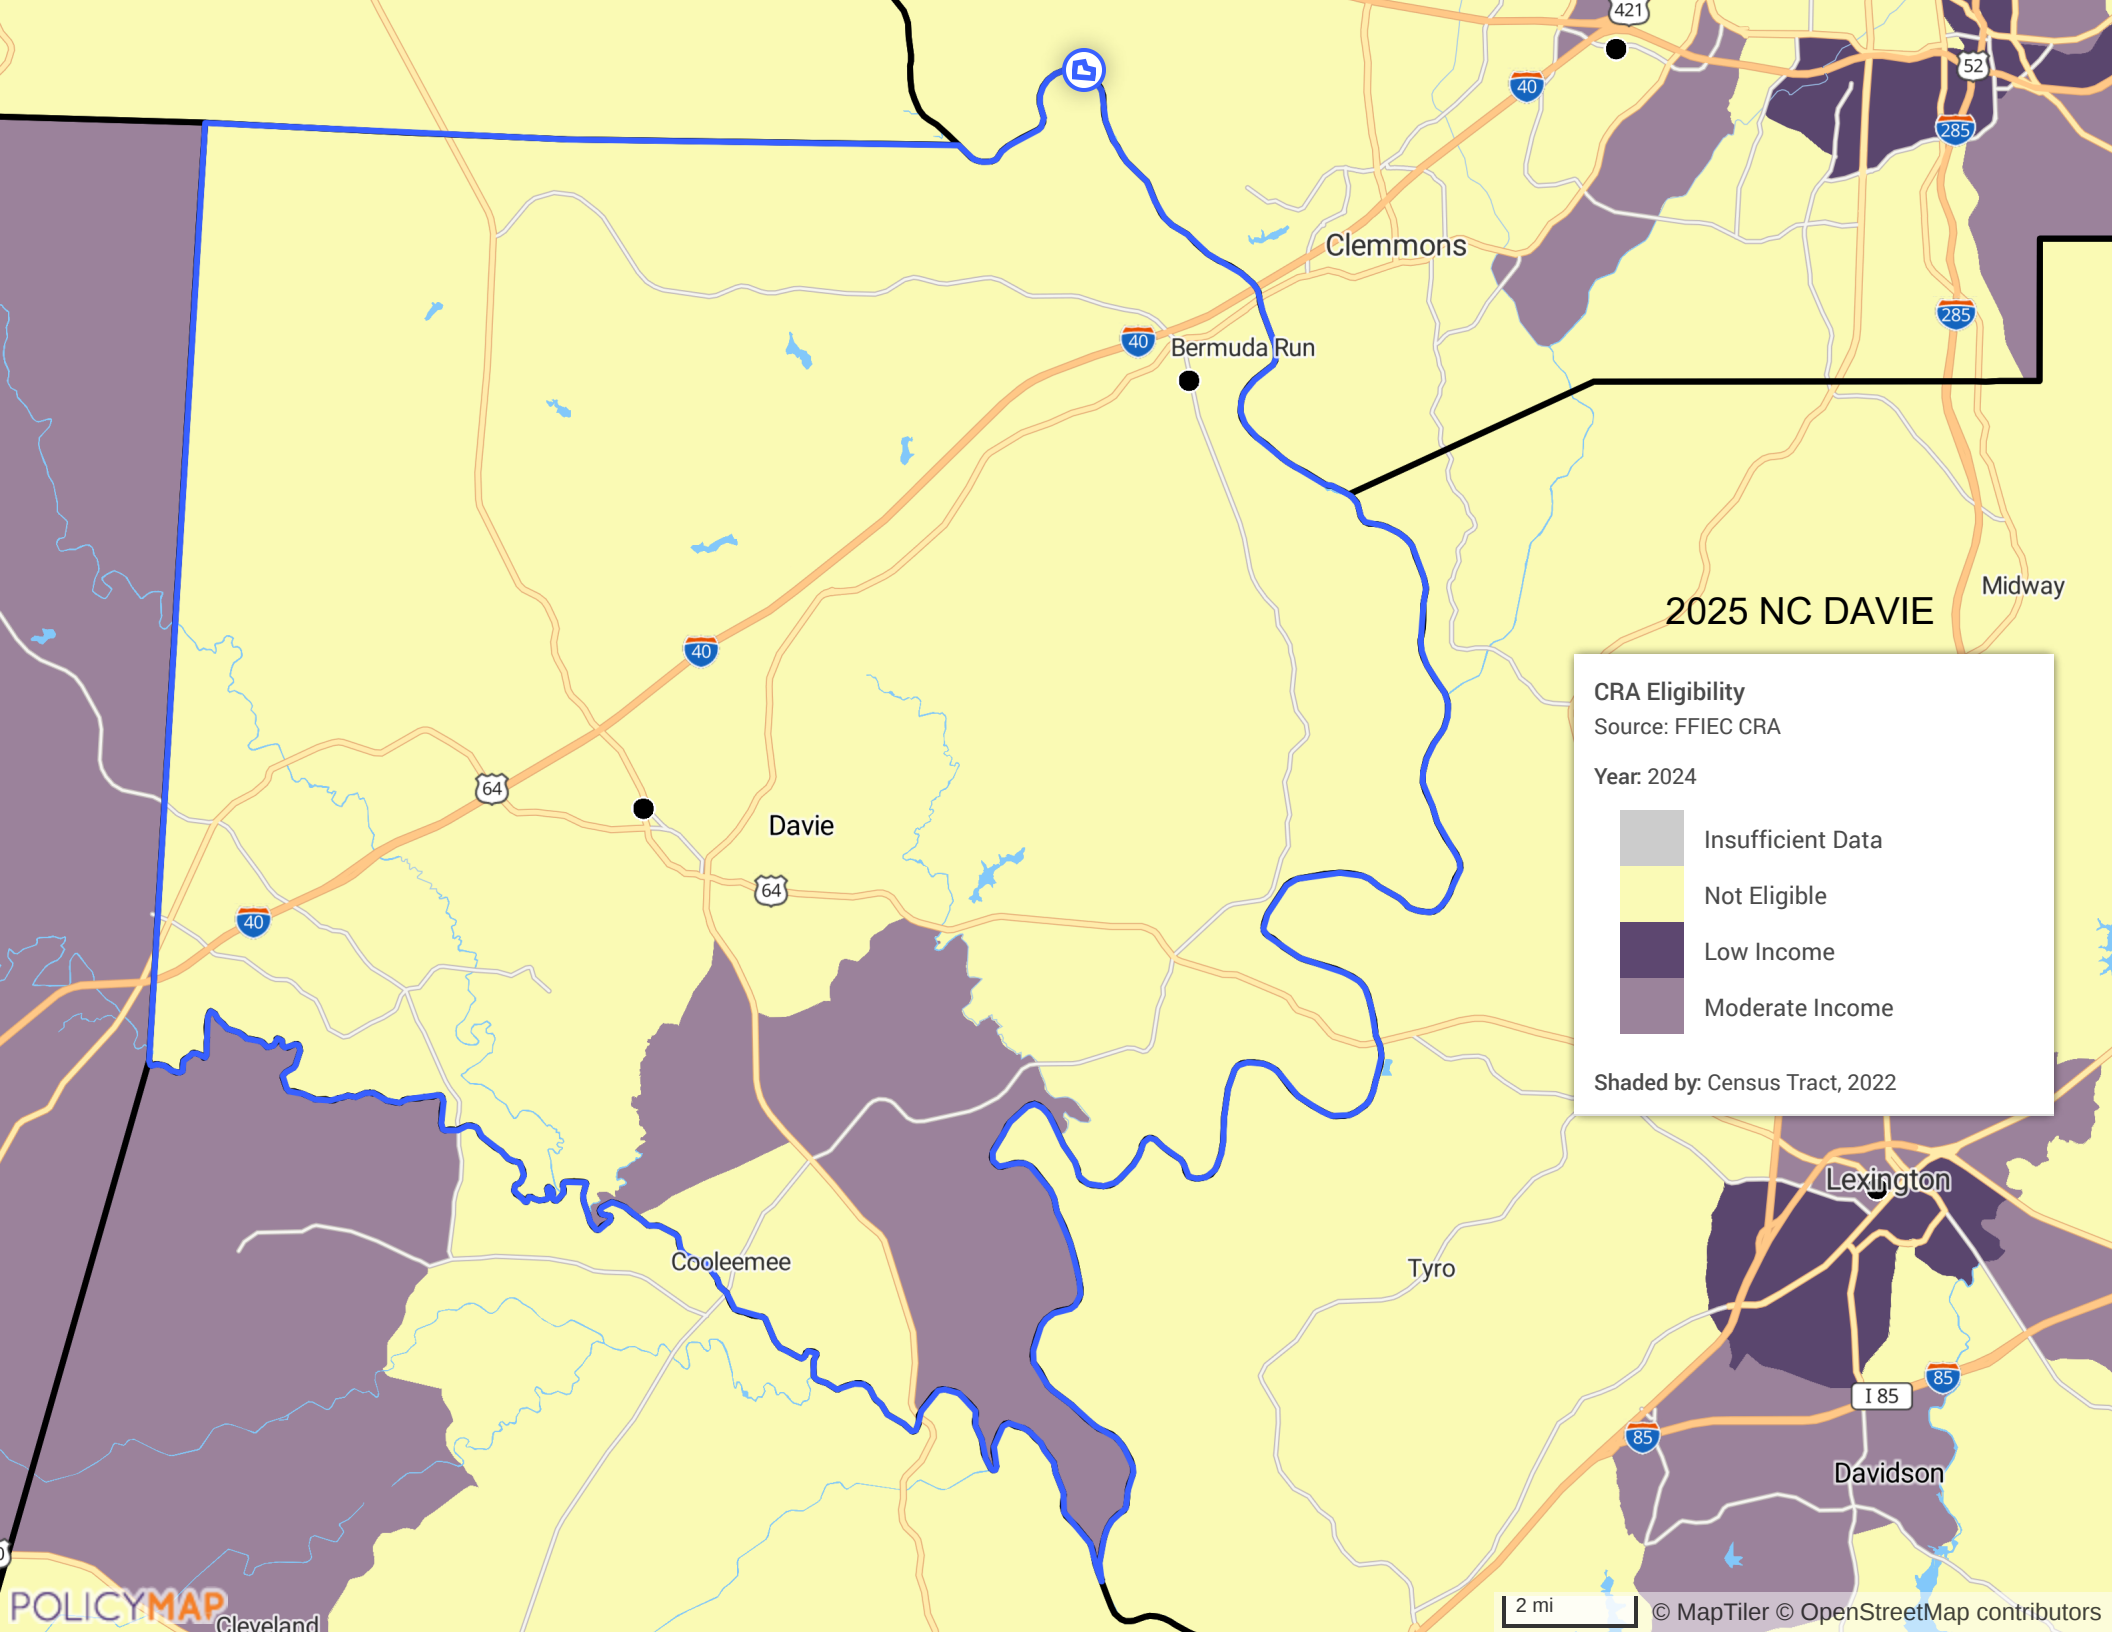 421
52
40
285
Clemmons
285
40
Bermuda Run
Midway
2025 NC DAVIE
40
CRA Eligibility
Source: FFIEC CRA
Year: 2024
64
Insufficient Data
Davie
64
Not Eligible
40
Low Income
Moderate Income
Shaded by: Census Tract, 2022
Lexington
Cooleemee
Tyro
85
I 85
85
Davidson
POLICYMAP
Cleveland
2 mi
© MapTiler © OpenStreetMap contributors